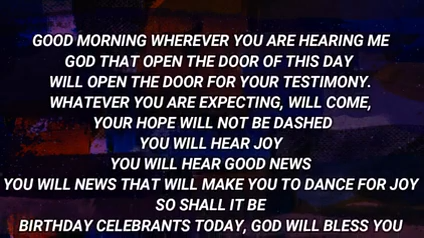 GOOD MORNING WHEREVER YOU ARE HEARING ME
GOD THAT OPEN THE DOOR OF THIS DAY
WILL OPEN THE DOOR FOR YOUR TESTIMONY.
WHATEVER YOU ARE EXPECTING, WILL COME,
YOUR HOPE WILL NOT BE DASHED
YOU WILL HEAR JOY
YOU WILL HEAR GOOD NEWS
YOU WILL NEWS THAT WILL MAKE YOU TO DANCE FOR JOY
SO SHALL IT BE
BIRTHDAY CELEBRANTS TODAY, GOD WILL BLESS YOU